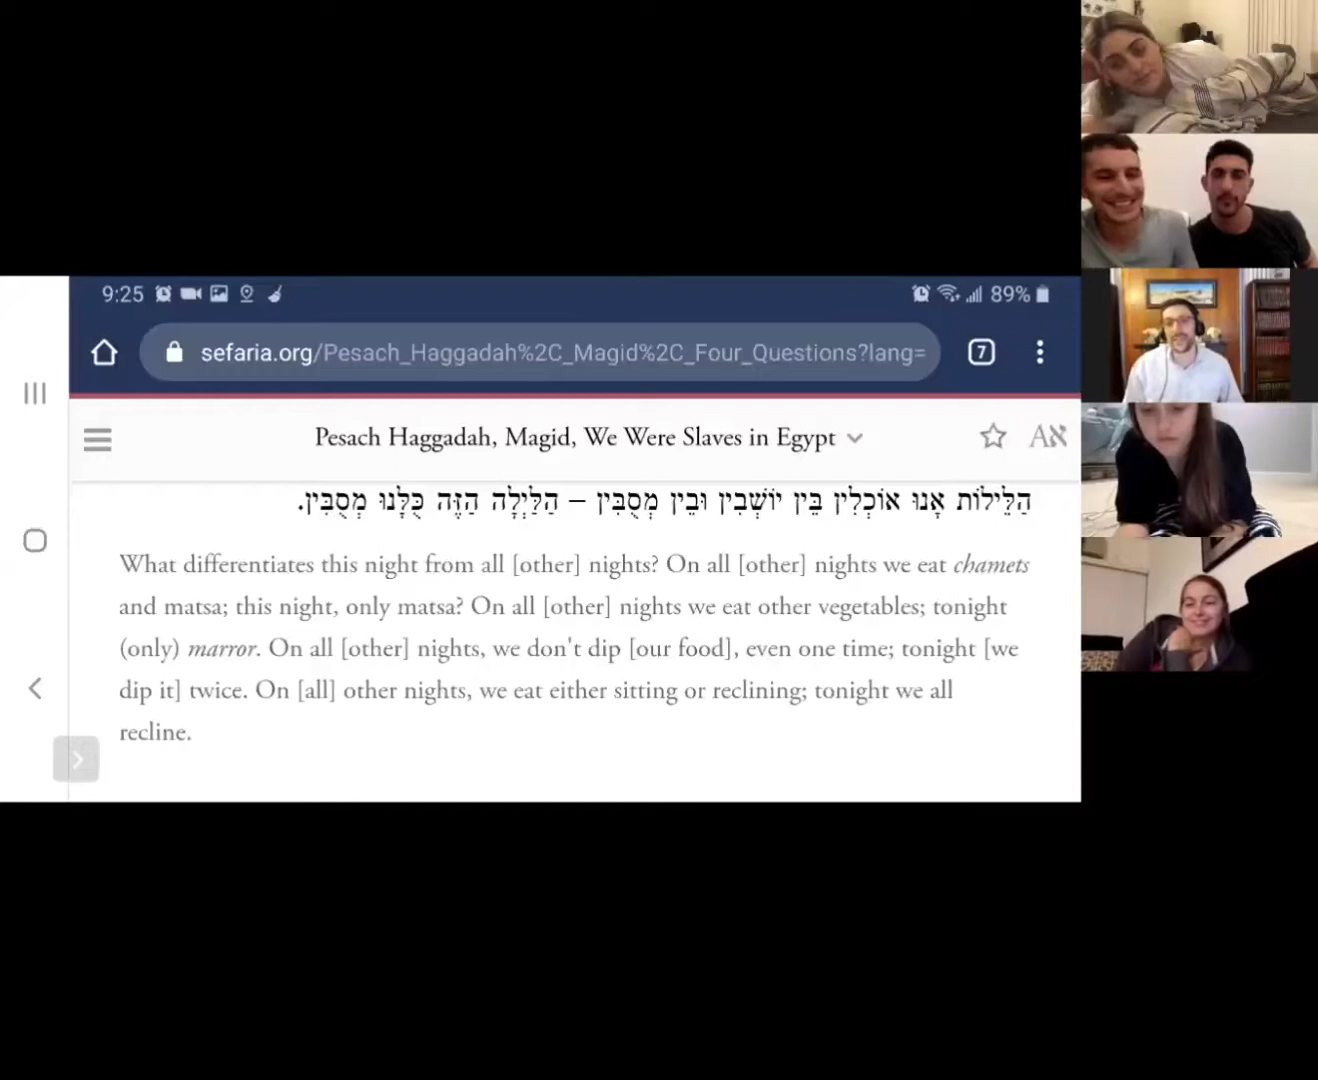 9:25 89%
sefaria.org/Pesach_Haggadah%2C_Magid%2C_Four_Questions?lang= 7
Pesach Haggadah, Magid, We Were Slaves in Egypt Aא
הַלֵּילוֹת אָנוּ אוֹכְלִין בֵּין יוֹשְׁבִין וּבֵין מְסֻבִּין – הַלַּיְלָה הַזֶּה כֻּלָּנוּ מְסֻבִּין.
What differentiates this night from all [other] nights? On all [other] nights we eat chamets
and matsa; this night, only matsa? On all [other] nights we eat other vegetables; tonight
(only) marror. On all [other] nights, we don't dip [our food], even one time; tonight [we
dip it] twice. On [all] other nights, we eat either sitting or reclining; tonight we all
recline.